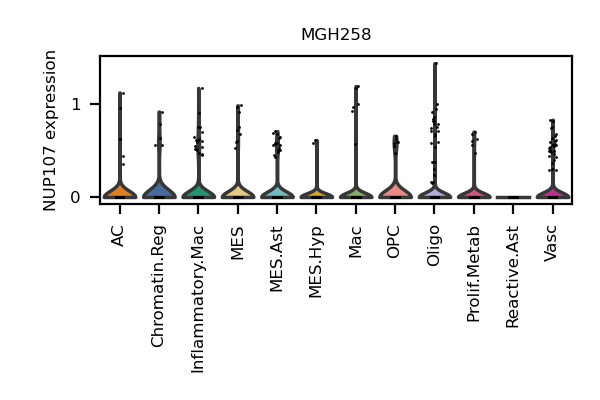 MGH258
NUP107 expression
1
0
AC
Chromatin.Reg
Inflammatory.Mac
MES
MES.Ast
MES.Hyp
Mac
OPC
Oligo
Prolif.Metab
Reactive.Ast
Vasc